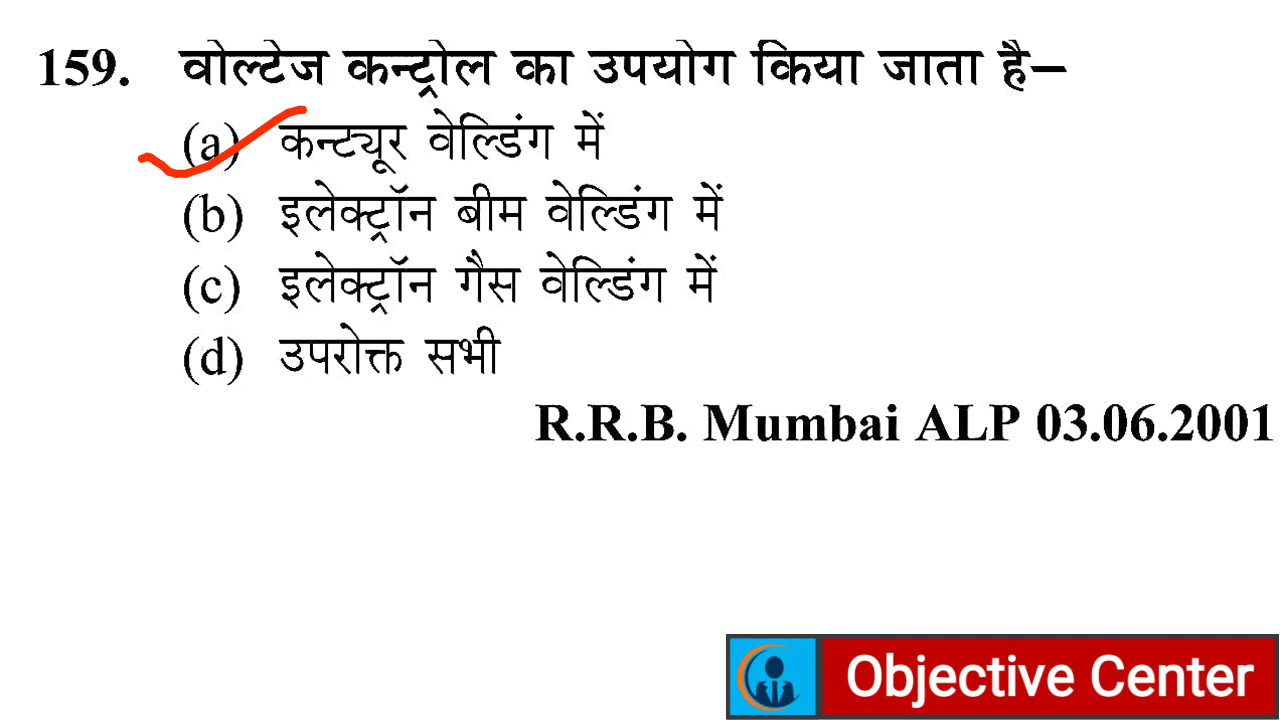 159. वोल्टेज कन्ट्रोल का उपयोग किया जाता है–
(a) कन्ट्यूर वेल्डिंग में
(b) इलेक्ट्रॉन बीम वेल्डिंग में
(c) इलेक्ट्रॉन गैस वेल्डिंग में
(d) उपरोक्त सभी
R.R.B. Mumbai ALP 03.06.2001
Objective Center